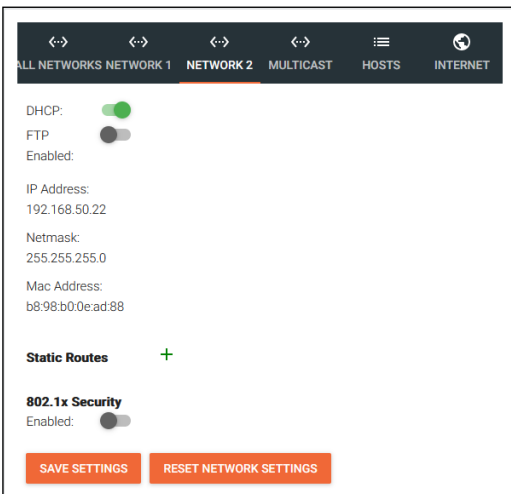 ALL NETWORKS NETWORK 1 NETWORK 2 MULTICAST HOSTS INTERNET
DHCP:
FTP
Enabled:
IP Address:
192.168.50.22
Netmask:
255.255.255.0
Mac Address:
b8:98:b0:0e:ad:88
Static Routes +
802.1x Security
Enabled:
SAVE SETTINGS RESET NETWORK SETTINGS